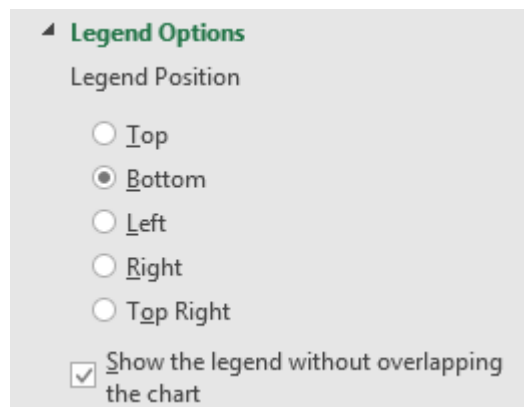 Legend Options
Legend Position
Top
Bottom
Left
Right
Top Right
Show the legend without overlapping
the chart